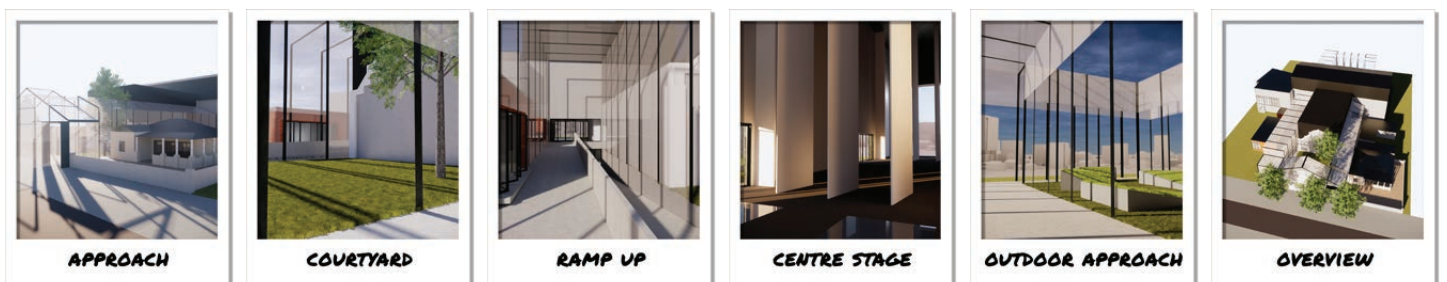 APPROACH
COURTYARD
RAMP UP
CENTRE STAGE
OUTDOOR APPROACH
OVERVIEW